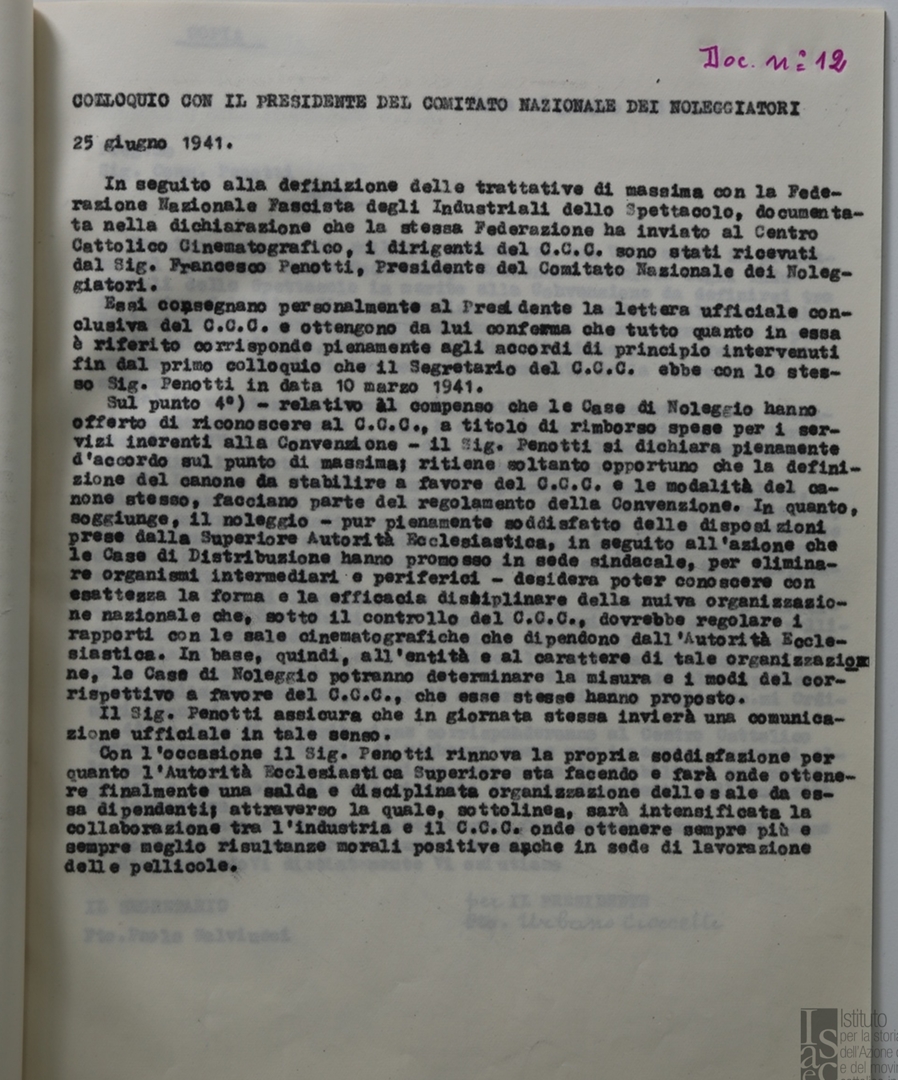 Doc. n: 12
COLLOQUIO CON IL PRESIDENTE DEL COMITATO NAZIONALE DEI NOLEGGIATORI
25 giugno 1941.
In seguito alla definizione delle trattative di massima con la Fede-
razione Nazionale Fascista degli Industriali dello Spettacolo, documenta-
ta nella dichiarazione che la stessa Federazione ha inviato al Centro
Cattolico Cinematografico, i dirigenti del C.C.C. sono stati ricevuti
dal Sig. Francesco Penotti, Presidente del Comitato Nazionale dei Noleg-
giatori.
Essi consegnano personalmente al Presidente la lettera ufficiale con-
clusiva del C.C.C. e ottengono da lui conferma che tutto quanto in essa
è riferito corrisponde pienamente agli accordi di principio intervenuti
fin dal primo colloquio che il Segretario del C.C.C. ebbe con lo stes-
so Sig. Penotti in data 10 marzo 1941.
Sul punto 4°) - relativo al compenso che le Case di Noleggio hanno
offerto di riconoscere al C.C.C., a titolo di rimborso spese per i ser-
vizi inerenti alla Convenzione - il Sig. Penotti si dichiara pienamente
d'accordo sul punto di massima; ritiene soltanto opportuno che la defini-
zione del canone da stabilire a favore del C.C.C. e le modalità del ca-
none stesso, facciano parte del regolamento della Convenzione. In quanto,
soggiunge, il noleggio - pur pienamente soddisfatto delle disposizioni
prese dalla Superiore Autorità Ecclesiastica, in seguito all'azione che
le Case di Distribuzione hanno promosso in sede sindacale, per elimina-
re organismi intermediari e periferici - desidera poter conoscere con
esattezza la forma e la efficacia disciplinare della nuiva organizzazio-
ne nazionale che, sotto il controllo del C.C.C., dovrebbe regolare i
rapporti con le sale cinematografiche che dipendono dall'Autorità Eccle-
siastica. In base, quindi, all'entità e al carattere di tale organizzazio
ne, le Case di Noleggio potranno determinare la misura e i modi del cor-
rispettivo a favore del C.C.C., che esse stesse hanno proposto.
Il Sig. Penotti assicura che in giornata stessa invierà una comunica-
zione ufficiale in tale senso.
Con l'occasione il Sig. Penotti rinnova la propria soddisfazione per
quanto l'Autorità Ecclesiastica Superiore sta facendo e farà onde ottene-
re finalmente una salda e disciplinata organizzazione delle sale da es-
sa dipendenti; attraverso la quale, sottolinea, sarà intensificata la
collaborazione tra l'industria e il C.C.C. onde ottenere sempre più e
sempre meglio risultanze morali positive anche in sede di lavorazione
delle pellicole.
IL SEGRETARIO
per IL PRESIDENTE
Isacc
Istituto
per la storia
dell'Azione
e del movi